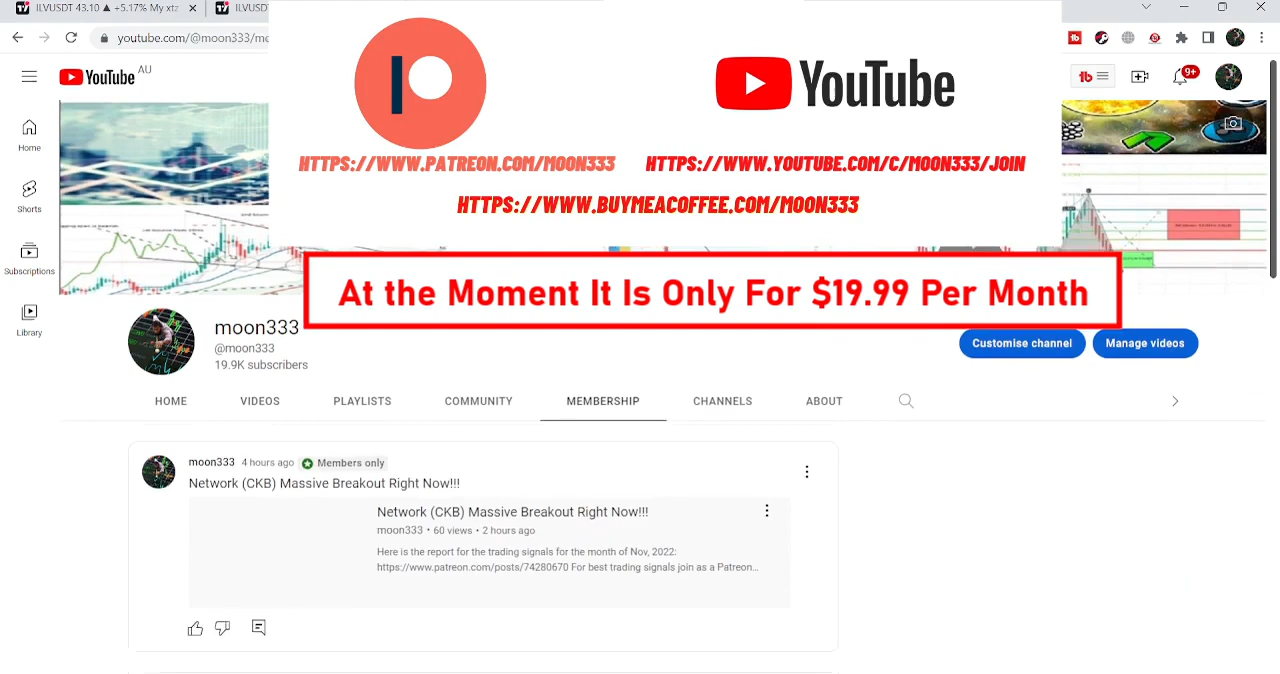 ILVUSDT 43.10 ▲ +5.17% My xtz
ILVUSD
youtube.com/@moon333/me
YouTube AU
YouTube
HTTPS://WWW.PATREON.COM/MOON333
HTTPS://WWW.YOUTUBE.COM/C/MOON333/JOIN
HTTPS://WWW.BUYMEACOFFEE.COM/MOON333
tb
9+
Home
Shorts
Subscriptions
Library
At the Moment It Is Only For $19.99 Per Month
moon333
@moon333
19.9K subscribers
Customise channel
Manage videos
HOME
VIDEOS
PLAYLISTS
COMMUNITY
MEMBERSHIP
CHANNELS
ABOUT
moon333 4 hours ago Members only
Network (CKB) Massive Breakout Right Now!!!
Network (CKB) Massive Breakout Right Now!!!
moon333 • 60 views • 2 hours ago
Here is the report for the trading signals for the month of Nov, 2022:
https://www.patreon.com/posts/74280670 For best trading signals join as a Patreon…